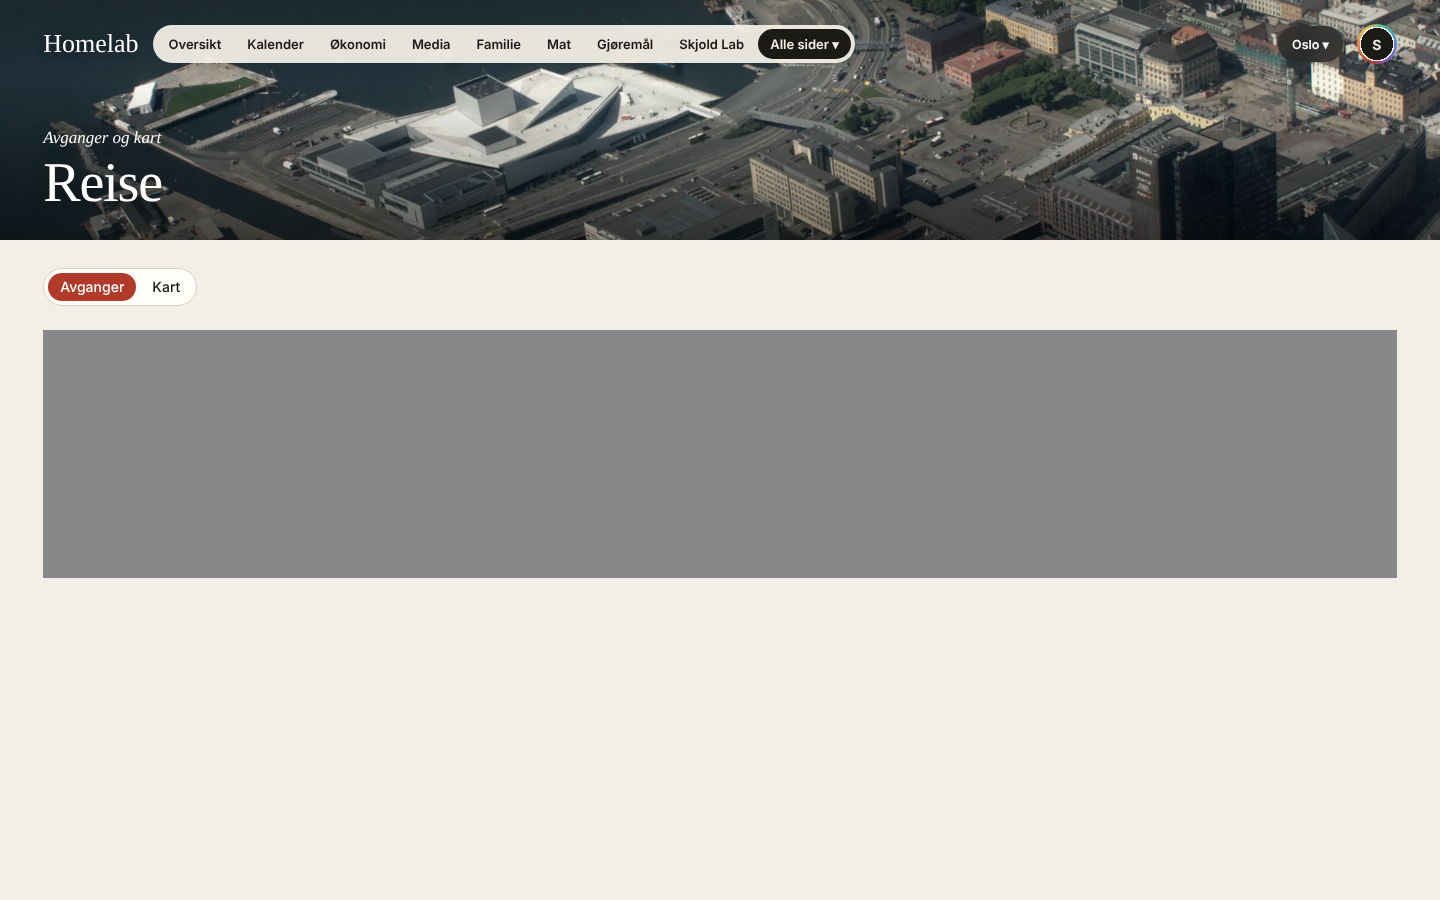 Homelab
Oversikt Kalender Økonomi Media Familie Mat Gjøremål Skjold Lab Alle sider ▾
Oslo ▾
S
Avganger og kart
Reise
Avganger Kart